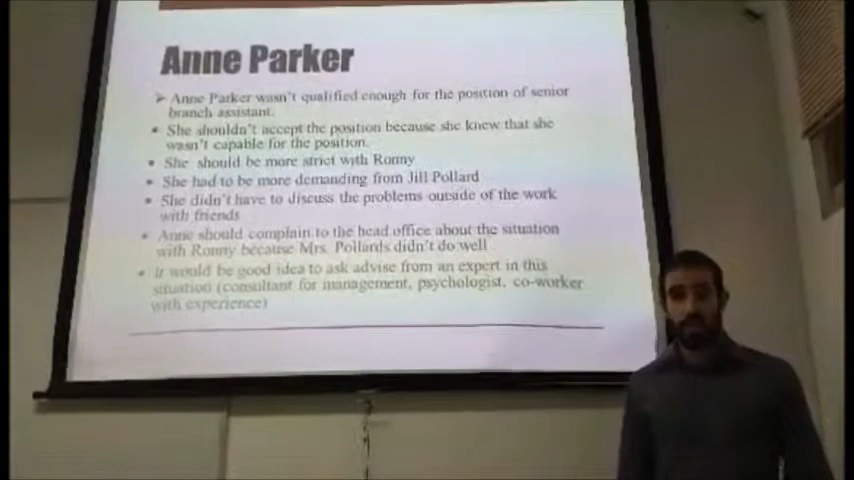 Anne Parker
➢ Anne Parker wasn't qualified enough for the position of senior
branch assistant.
• She shouldn't accept the position because she knew that she
wasn't capable for the position.
• She should be more strict with Ronny
• She had to be more demanding from Jill Pollard
• She didn't have to discuss the problems outside of the work
with friends
• Anne should complain to the head office about the situation
with Ronny because Mrs. Pollards didn't do well
• It would be good idea to ask advise from an expert in this
situation (consultant for management, psychologist, co-worker
with experience)